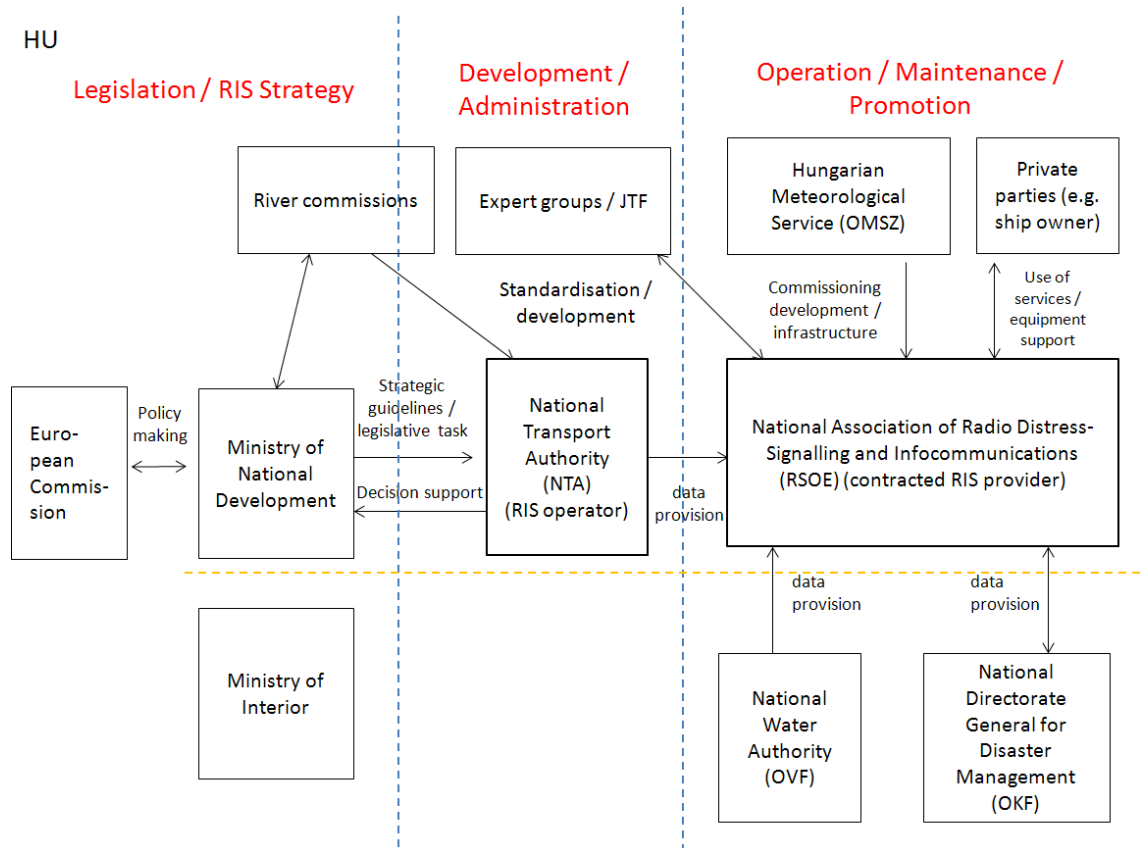 HU
Legislation / RIS Strategy
Development /
Administration
Operation / Maintenance /
Promotion
River commissions
Expert groups / JTF
Hungarian
Meteorological
Service (OMSZ)
Private
parties (e.g.
ship owner)
Standardisation /
development
Commissioning
development /
infrastructure
Use of
services /
equipment
support
Euro-
pean
Commis-
sion
Policy
making
Ministry of
National
Development
Strategic
guidelines /
legislative task
Decision support
National
Transport
Authority
(NTA)
(RIS operator)
data
provision
National Association of Radio Distress-
Signalling and Infocommunications
(RSOE) (contracted RIS provider)
data
provision
data
provision
Ministry of
Interior
National
Water
Authority
(OVF)
National
Directorate
General for
Disaster
Management
(OKF)